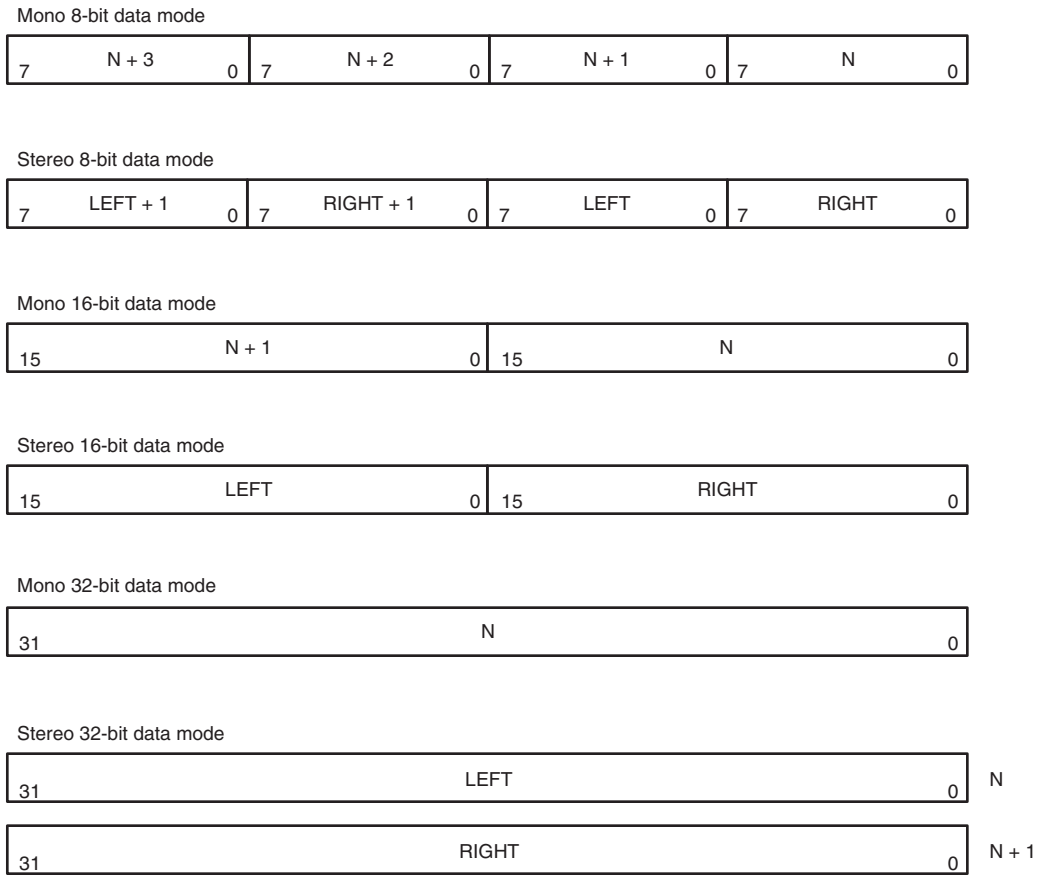 Mono 8-bit data mode
7 N + 3 0 7 N + 2 0 7 N + 1 0 7 N 0
Stereo 8-bit data mode
7 LEFT + 1 0 7 RIGHT + 1 0 7 LEFT 0 7 RIGHT 0
Mono 16-bit data mode
15 N + 1 0 15 N 0
Stereo 16-bit data mode
15 LEFT 0 15 RIGHT 0
Mono 32-bit data mode
31 N 0
Stereo 32-bit data mode
31 LEFT 0 N
31 RIGHT 0 N + 1